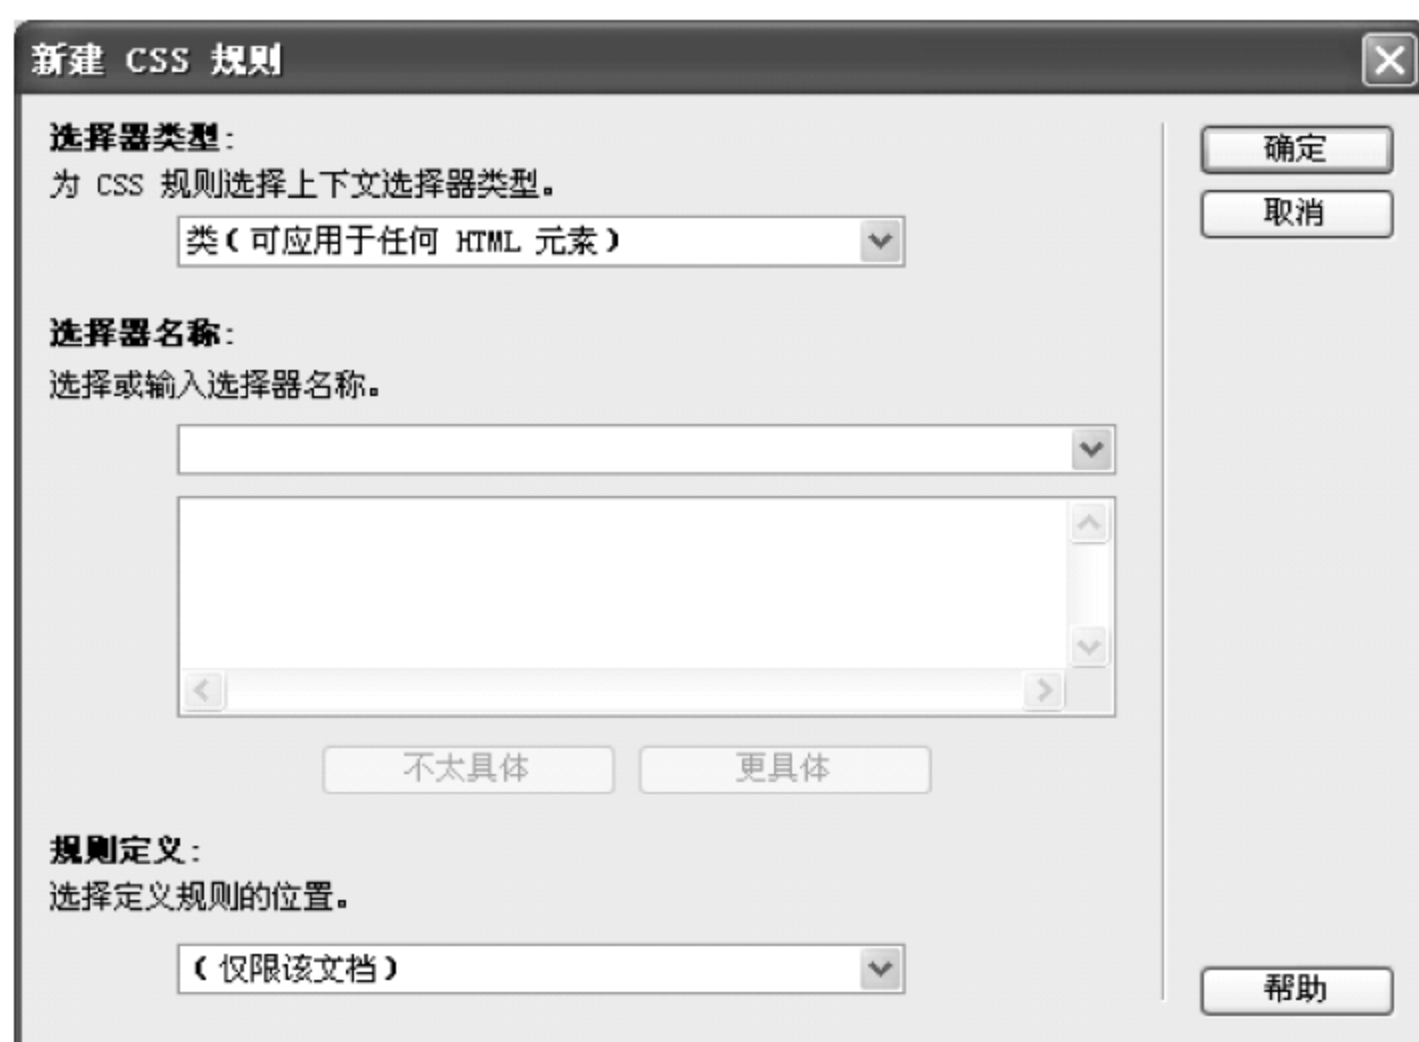 新建 CSS 规则
选择器类型:
为 CSS 规则选择上下文选择器类型。
类(可应用于任何 HTML 元素)
选择器名称:
选择或输入选择器名称。
不太具体
更具体
规则定义:
选择定义规则的位置。
(仅限该文档)
确定
取消
帮助